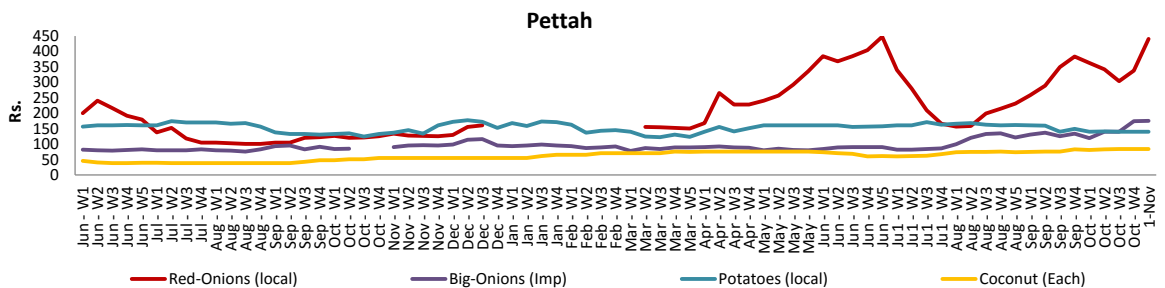 Pettah
Rs.
450
400
350
300
250
200
150
100
50
0
Jun - W1
Jun - W2
Jun - W3
Jun - W4
Jun - W5
Jul - W1
Jul - W2
Jul - W3
Jul - W4
Aug - W1
Aug - W2
Aug - W3
Aug - W4
Sep - W1
Sep - W2
Sep - W3
Sep - W4
Oct - W1
Oct - W2
Oct - W3
Oct - W4
Nov - W1
Nov - W2
Nov - W3
Nov - W4
Dec - W1
Dec - W2
Dec - W3
Dec - W4
Jan - W1
Jan - W2
Jan - W3
Jan - W4
Feb - W1
Feb - W2
Feb - W3
Feb - W4
Mar - W1
Mar - W2
Mar - W3
Mar - W4
Mar - W5
Apr - W1
Apr - W2
Apr - W3
Apr - W4
May - W1
May - W2
May - W3
May - W4
Jun - W1
Jun - W2
Jun - W3
Jun - W4
Jun - W5
Ju1 - W1
Ju1 - W2
Ju1 - W3
Ju1 - W4
Aug - W1
Aug - W2
Aug - W3
Aug - W4
Aug - W5
Sep - W1
Sep - W2
Sep - W3
Sep - W4
Oct - W1
Oct - W2
Oct - W3
Oct - W4
1-Nov
Red-Onions (local)
Big-Onions (Imp)
Potatoes (local)
Coconut (Each)